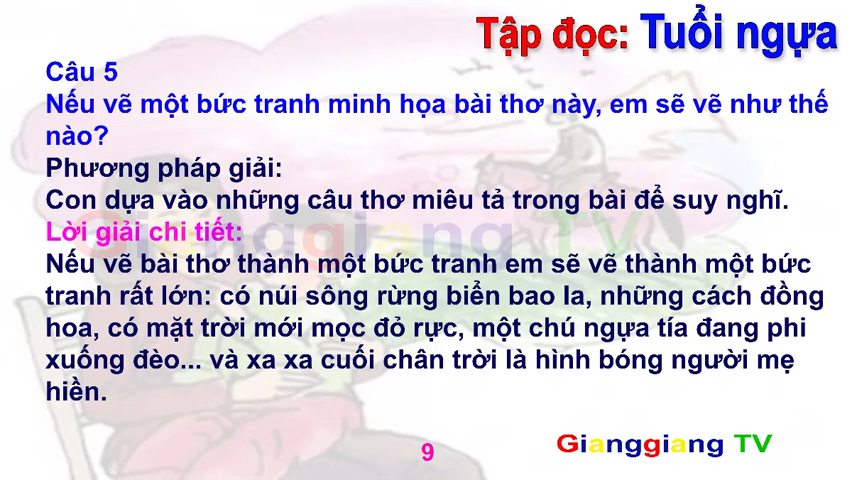 Tập đọc: Tuổi ngựa
Câu 5
Nếu vẽ một bức tranh minh họa bài thơ này, em sẽ vẽ như thế
nào?
Phương pháp giải:
Con dựa vào những câu thơ miêu tả trong bài để suy nghĩ.
Gianggiang TV
Lời giải chi tiết:
Nếu vẽ bài thơ thành một bức tranh em sẽ vẽ thành một bức
tranh rất lớn: có núi sông rừng biển bao la, những cách đồng
hoa, có mặt trời mới mọc đỏ rực, một chú ngựa tía đang phi
xuống đèo... và xa xa cuối chân trời là hình bóng người mẹ
hiền.
9
Gianggiang TV